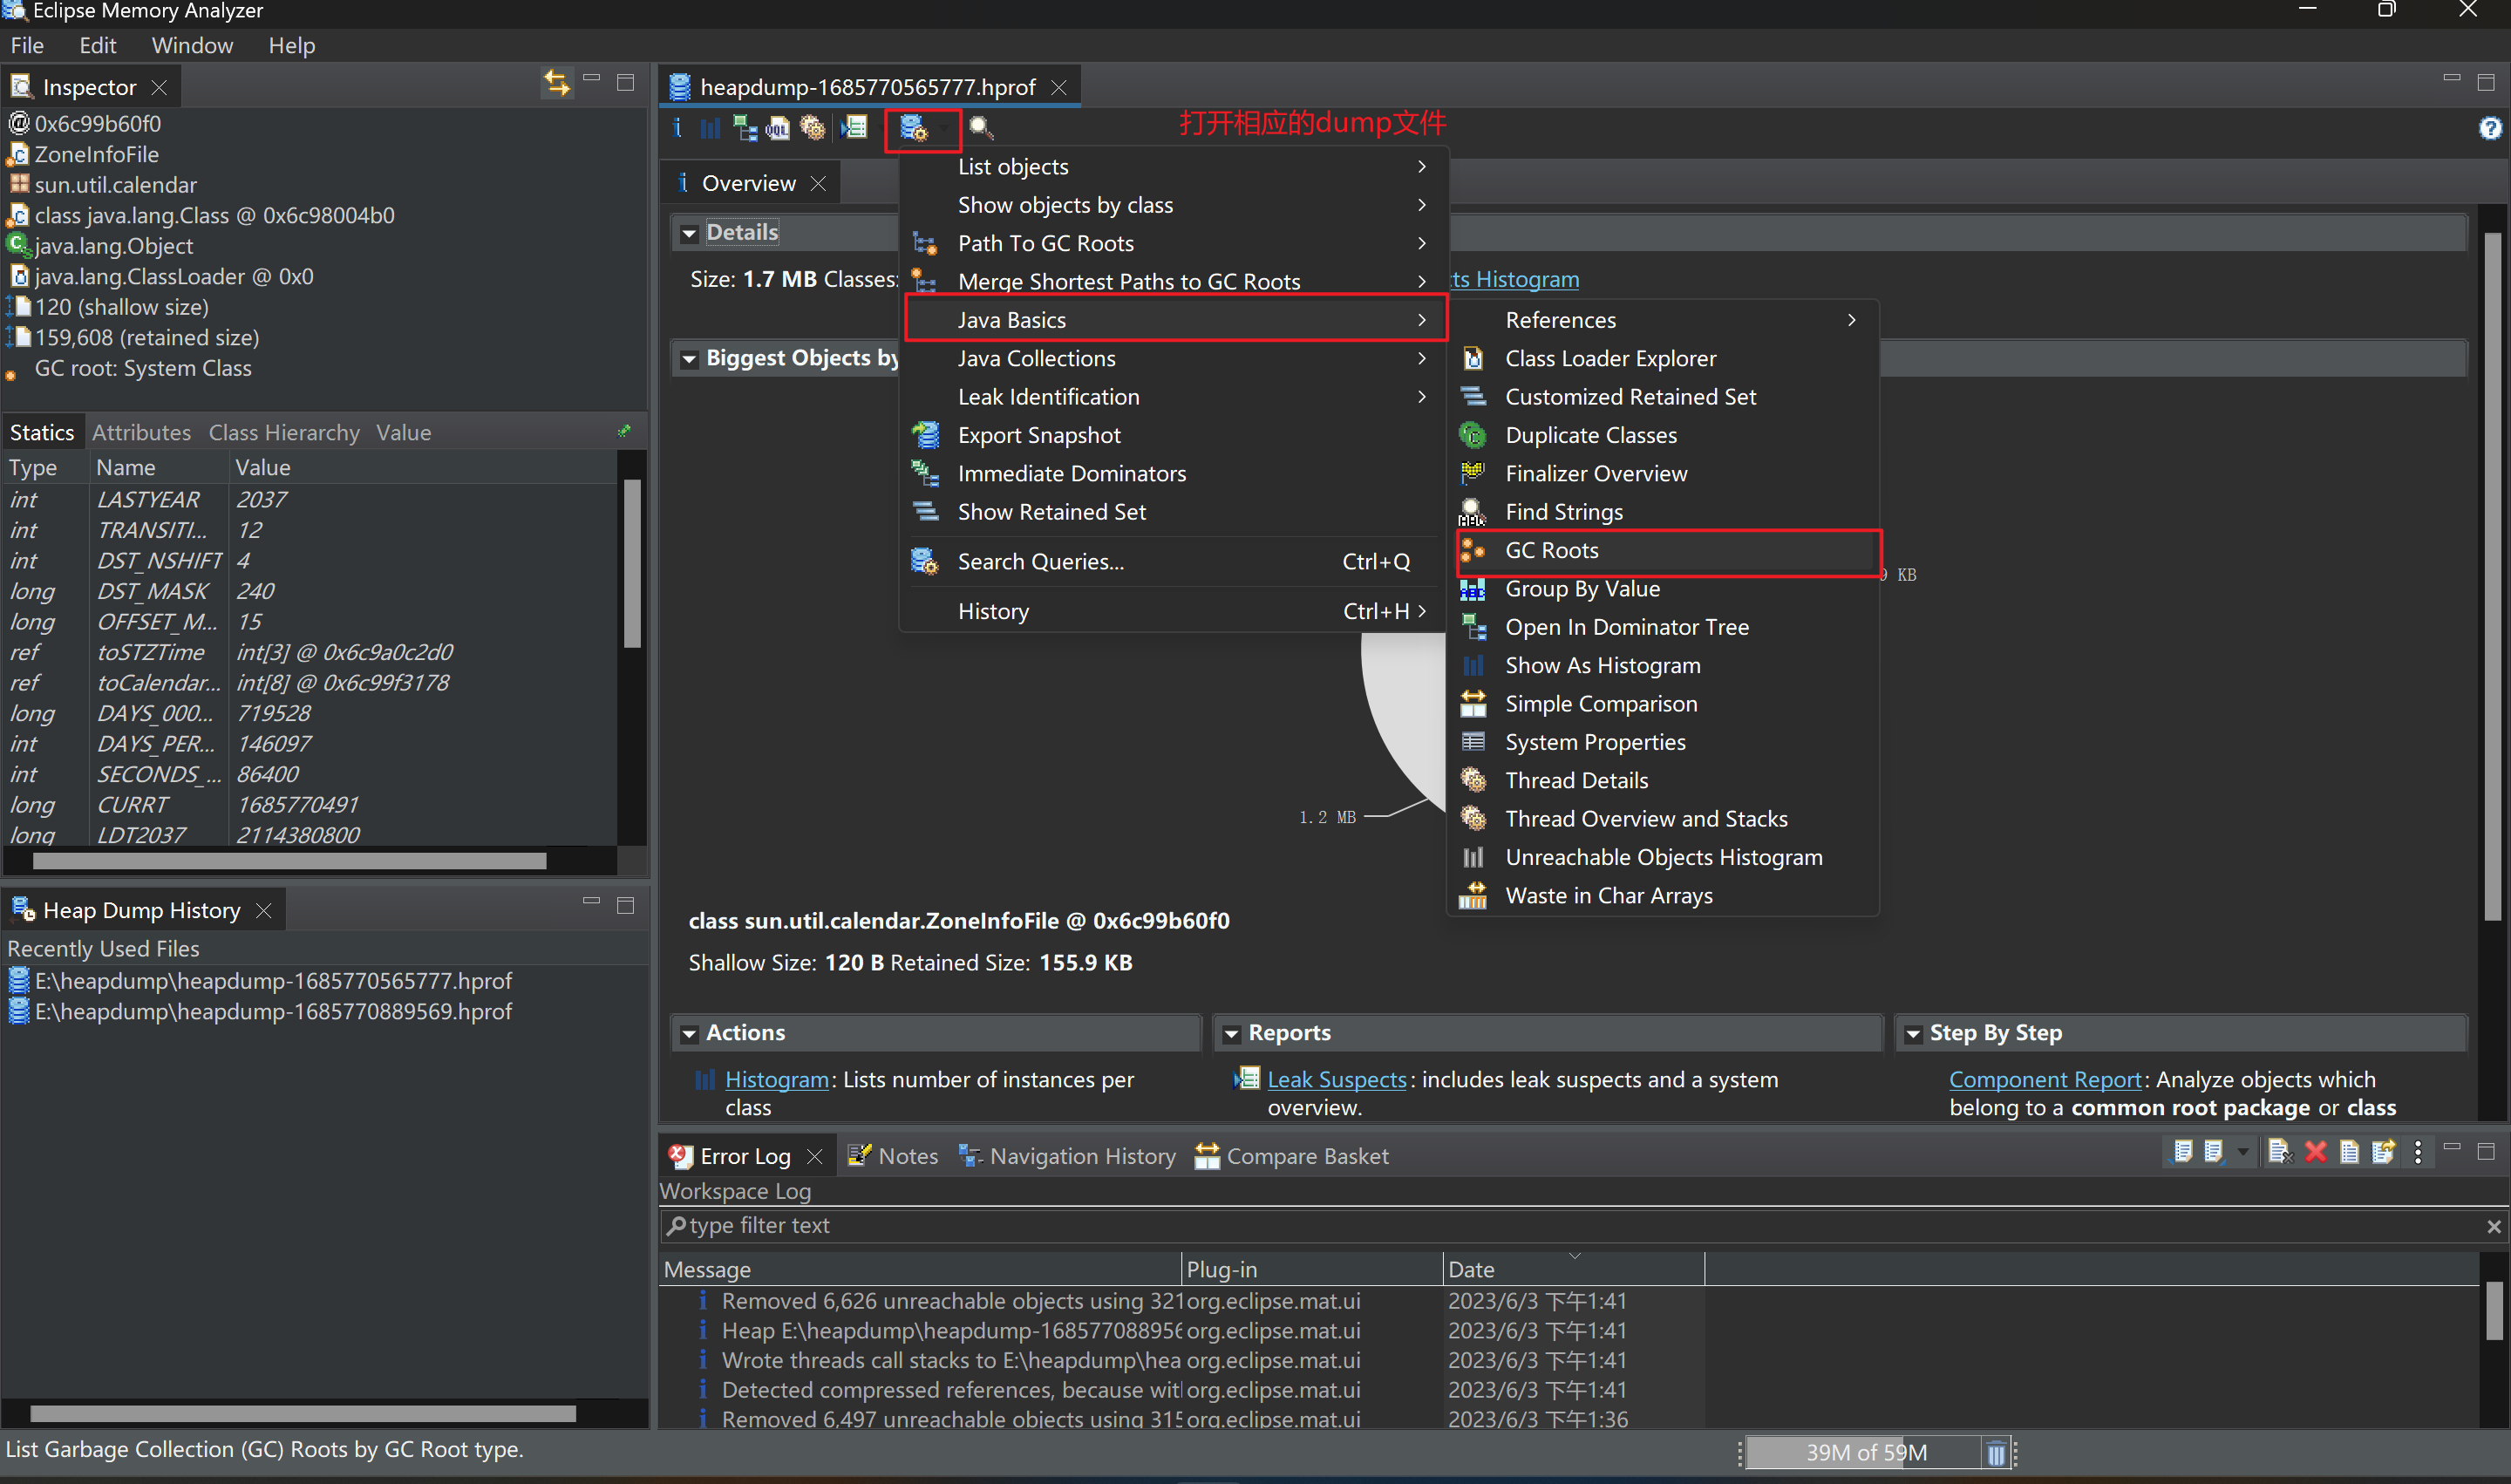 Eclipse Memory Analyzer
File Edit Window Help
Inspector
0x6c99b60f0
ZoneInfoFile
sun.util.calendar
class java.lang.Class @ 0x6c98004b0
java.lang.Object
java.lang.ClassLoader @ 0x0
120 (shallow size)
159,608 (retained size)
GC root: System Class
Statics Attributes Class Hierarchy Value
Type Name Value
int LASTYEAR 2037
int TRANSITI... 12
int DST_NSHIFT 4
long DST_MASK 240
long OFFSET_M... 15
ref toSTZTime int[3] @ 0x6c9a0c2d0
ref toCalendar... int[8] @ 0x6c99f3178
long DAYS_000... 719528
int DAYS_PER... 146097
int SECONDS_... 86400
long CURRT 1685770491
long LDT2037 2114380800
Heap Dump History
Recently Used Files
E:\heapdump\heapdump-1685770565777.hprof
E:\heapdump\heapdump-1685770889569.hprof
heapdump-1685770565777.hprof
打开相应的dump文件
Overview
Details
Size: 1.7 MB Classes:
ts Histogram
Biggest Objects by
List objects
Show objects by class
Path To GC Roots
Merge Shortest Paths to GC Roots
Java Basics
Java Collections
Leak Identification
Export Snapshot
Immediate Dominators
Show Retained Set
Search Queries... Ctrl+Q
History Ctrl+H
References
Class Loader Explorer
Customized Retained Set
Duplicate Classes
Finalizer Overview
Find Strings
GC Roots
Group By Value
Open In Dominator Tree
Show As Histogram
Simple Comparison
System Properties
Thread Details
Thread Overview and Stacks
Unreachable Objects Histogram
Waste in Char Arrays
9 KB
1.2 MB
class sun.util.calendar.ZoneInfoFile @ 0x6c99b60f0
Shallow Size: 120 B Retained Size: 155.9 KB
Actions
Histogram: Lists number of instances per
class
Reports
Leak Suspects: includes leak suspects and a system
overview.
Step By Step
Component Report: Analyze objects which
belong to a common root package or class
Error Log Notes Navigation History Compare Basket
Workspace Log
type filter text
Message Plug-in Date
Removed 6,626 unreachable objects using 321 org.eclipse.mat.ui 2023/6/3 下午1:41
Heap E:\heapdump\heapdump-168577088956 org.eclipse.mat.ui 2023/6/3 下午1:41
Wrote threads call stacks to E:\heapdump\hea org.eclipse.mat.ui 2023/6/3 下午1:41
Detected compressed references, because wit org.eclipse.mat.ui 2023/6/3 下午1:41
Removed 6,497 unreachable objects using 315 org.eclipse.mat.ui 2023/6/3 下午1:36
List Garbage Collection (GC) Roots by GC Root type.
39M of 59M